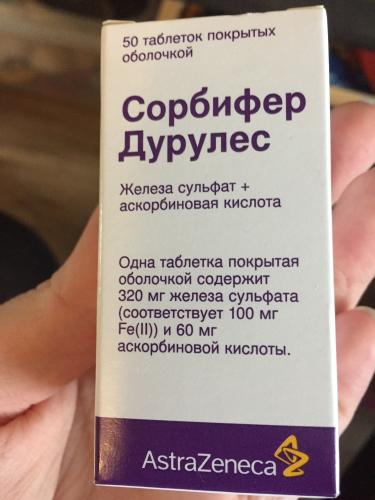 50 таблеток покрытых
оболочкой
Сорбифер
Дурулес
Железа сульфат +
аскорбиновая кислота
Одна таблетка покрытая
оболочкой содержит
320 мг железа сульфата
(соответствует 100 мг
Fe(II)) и 60 мг
аскорбиновой кислоты.
AstraZeneca